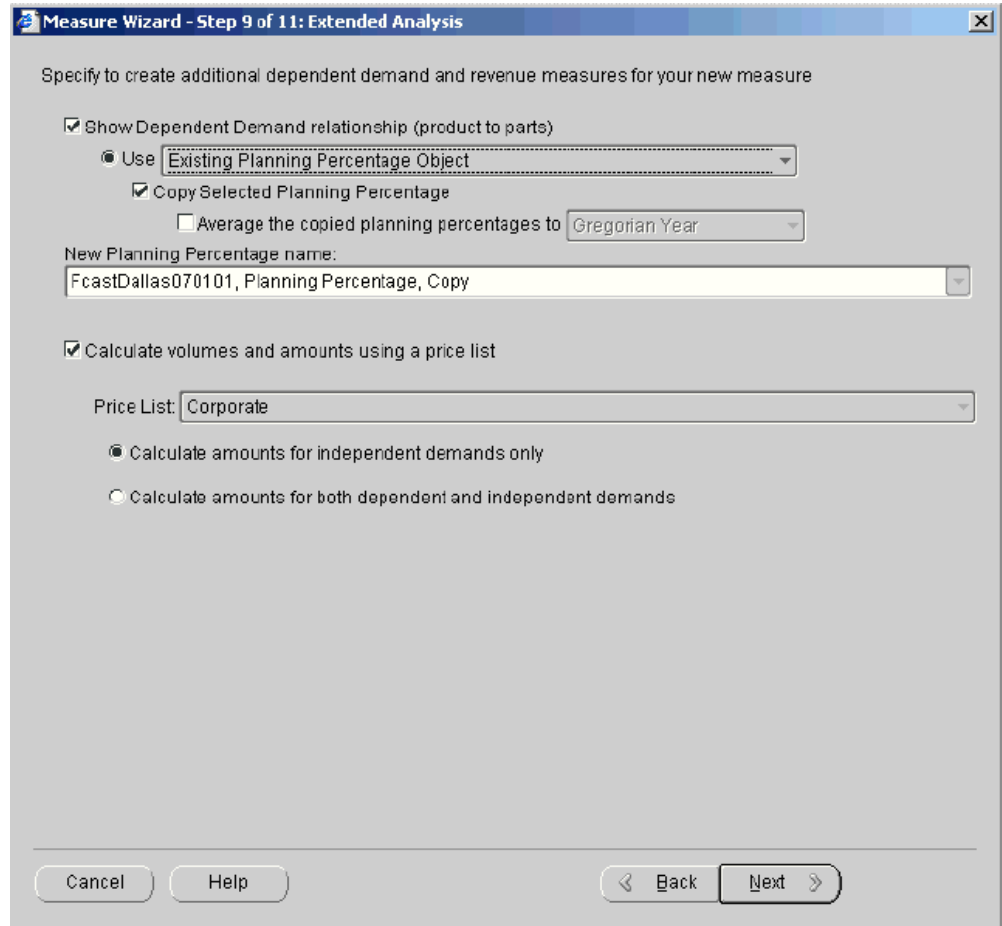 Measure Wizard - Step 9 of 11: Extended Analysis
Specify to create additional dependent demand and revenue measures for your new measure
Show Dependent Demand relationship (product to parts)
Use Existing Planning Percentage Object
Copy Selected Planning Percentage
Average the copied planning percentages to Gregorian Year
New Planning Percentage name:
FcastDallas070101, Planning Percentage, Copy
Calculate volumes and amounts using a price list
Price List: Corporate
Calculate amounts for independent demands only
Calculate amounts for both dependent and independent demands
Cancel Help Back Next